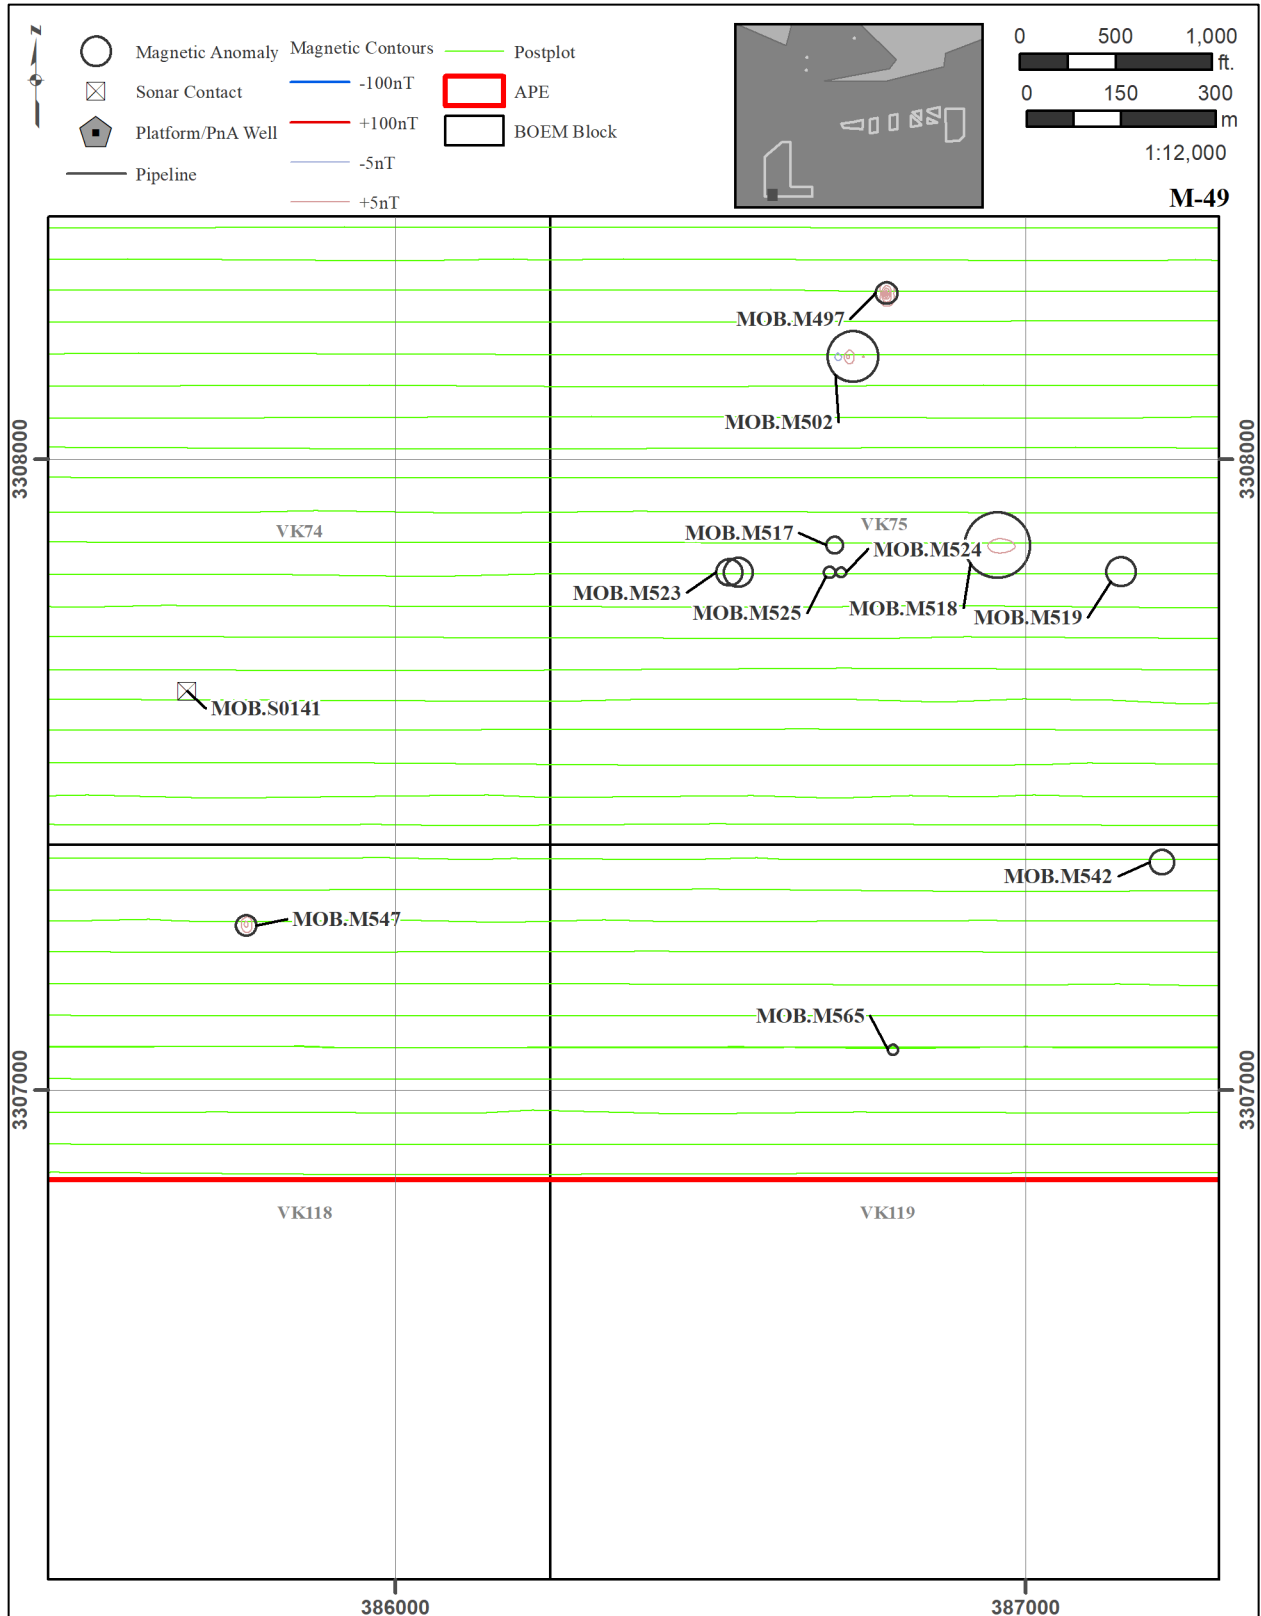 Z
Magnetic Anomaly
Sonar Contact
Platform/PnA Well
Pipeline
Magnetic Contours
-100nT
+100nT
-5nT
+5nT
Postplot
APE
BOEM Block
0 500 1,000
ft.
0 150 300
m
1:12,000
M-49
MOB.M497
MOB.M502
3308000
3308000
VK74
VK75
MOB.M517
MOB.M524
MOB.M523
MOB.M525
MOB.M518
MOB.M519
MOB.S0141
MOB.M542
MOB.M547
MOB.M565
3307000
3307000
VK118
VK119
386000
387000